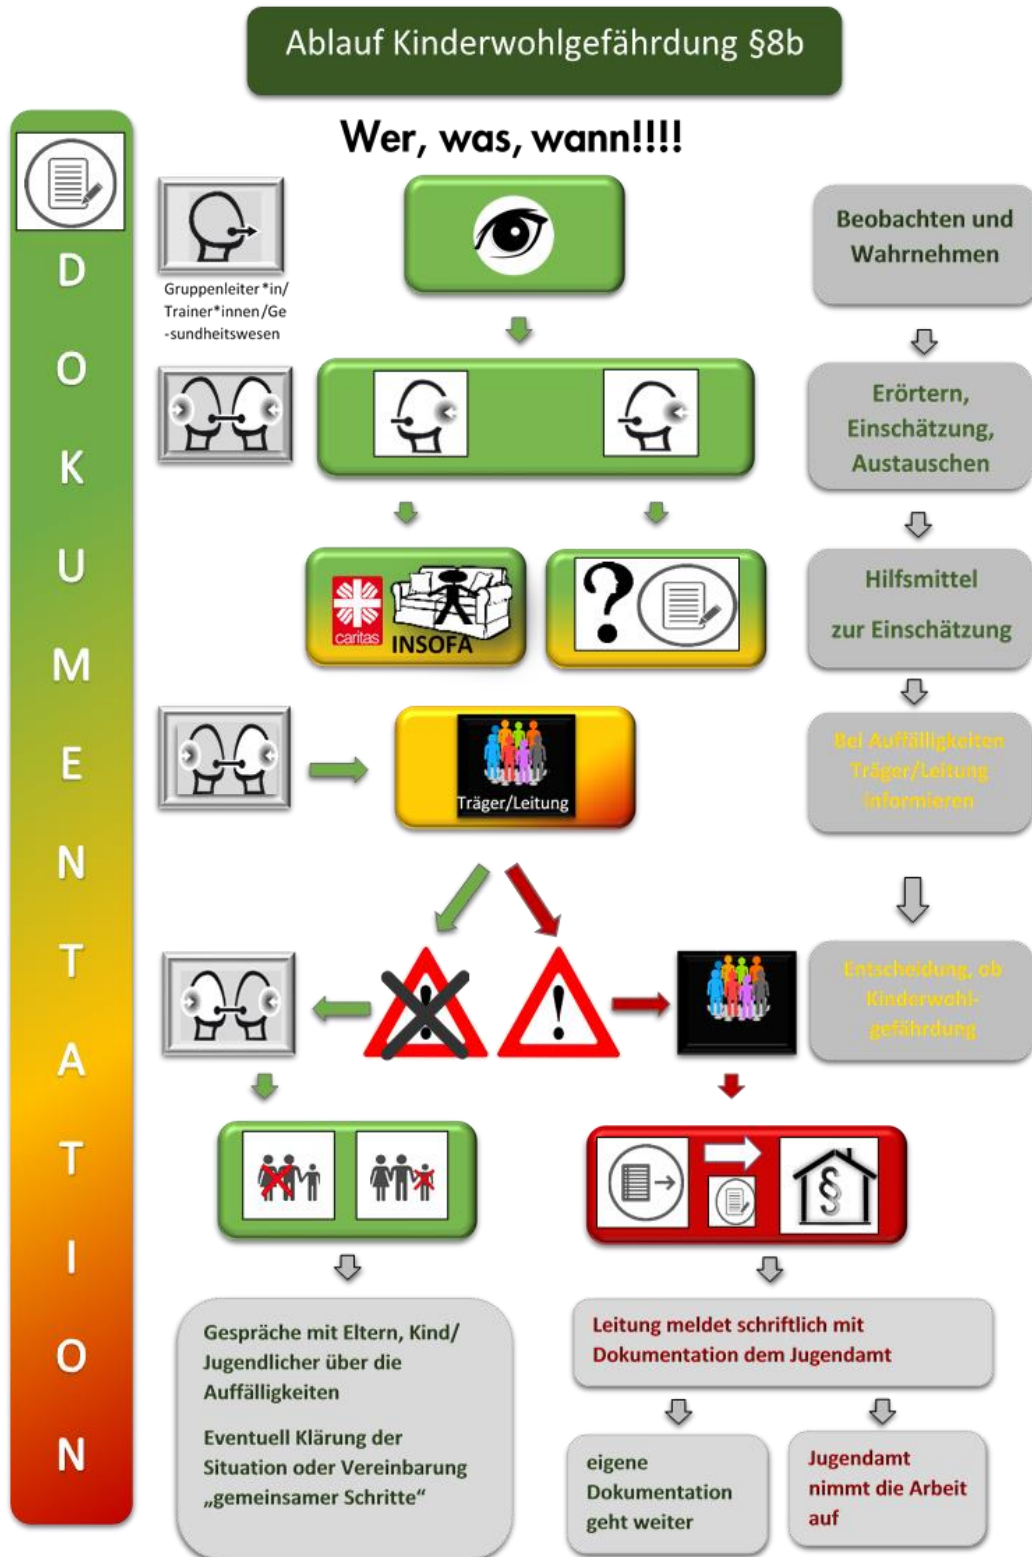 Ablauf Kinderwohlgefährdung §8b
Wer, was, wann!!!!
D
O
K
U
M
E
N
T
A
T
I
O
N
Gruppenleiter*in/
Trainer*innen/Ge
-sundheitswesen
Beobachten und
Wahrnehmen
Erörtern,
Einschätzung,
Austauschen
caritas
INSOFA
?
Hilfsmittel
zur Einschätzung
Träger/Leitung
Bei Auffälligkeiten
Träger/Leitung
informieren
!
!
Entscheidung, ob
Kinderwohl-
gefährdung
§
Gespräche mit Eltern, Kind/
Jugendlicher über die
Auffälligkeiten
Eventuell Klärung der
Situation oder Vereinbarung
„gemeinsamer Schritte“
Leitung meldet schriftlich mit
Dokumentation dem Jugendamt
eigene
Dokumentation
geht weiter
Jugendamt
nimmt die Arbeit
auf